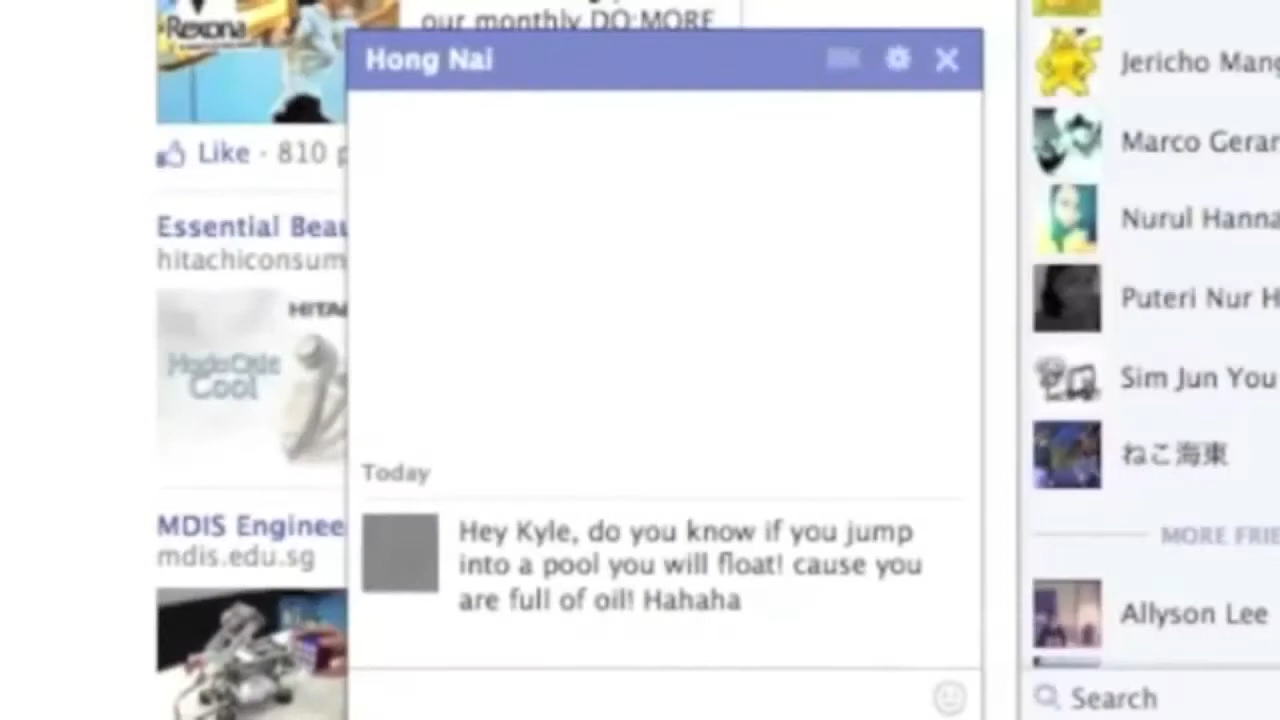 Rexona
our monthly DO:MORE
Like · 810
Essential Beau
hitachiconsum
HITA
Cool
MDIS Enginee
mdis.edu.sg
Hong Nai
Today
Hey Kyle, do you know if you jump
into a pool you will float! cause you
are full of oil! Hahaha
Jericho Mang
Marco Gerar
Nurul Hanna
Puteri Nur H
Sim Jun You
ねこ海東
MORE FRIE
Allyson Lee
Search